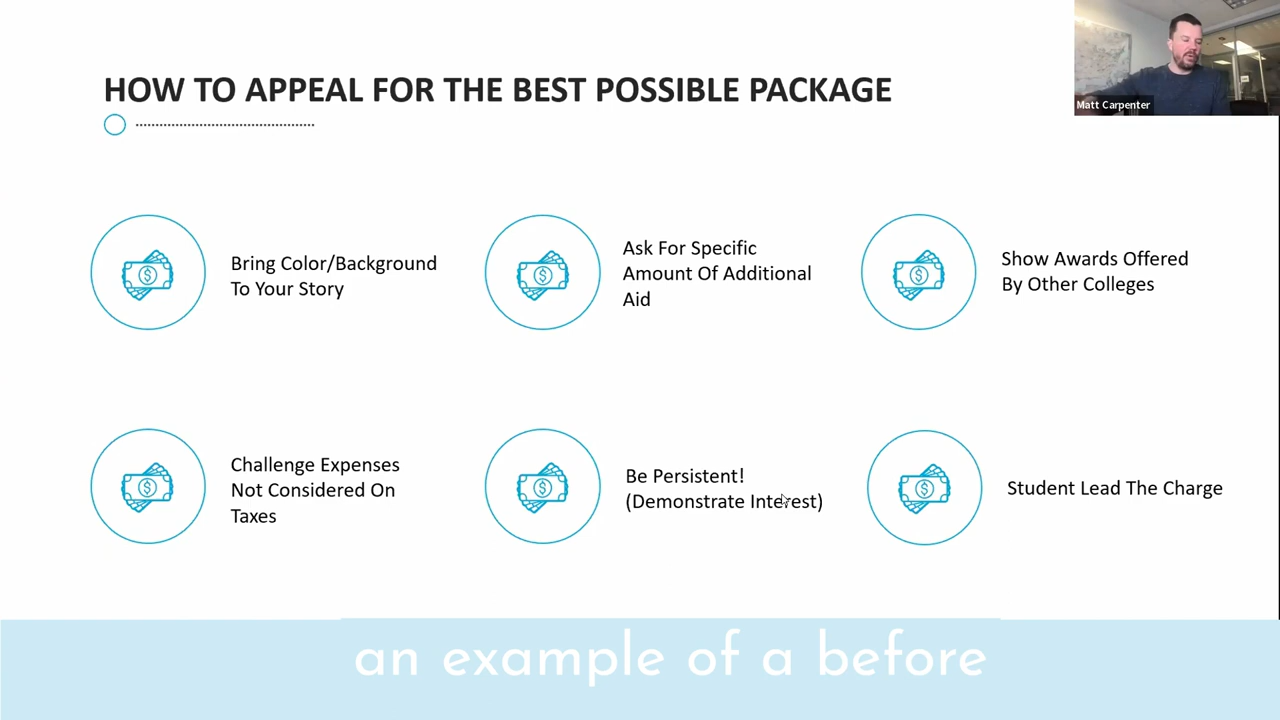 HOW TO APPEAL FOR THE BEST POSSIBLE PACKAGE
Matt Carpenter
Bring Color/Background
To Your Story
Ask For Specific
Amount Of Additional
Aid
Show Awards Offered
By Other Colleges
Challenge Expenses
Not Considered On
Taxes
Be Persistent!
(Demonstrate Interest)
Student Lead The Charge
an example of a before